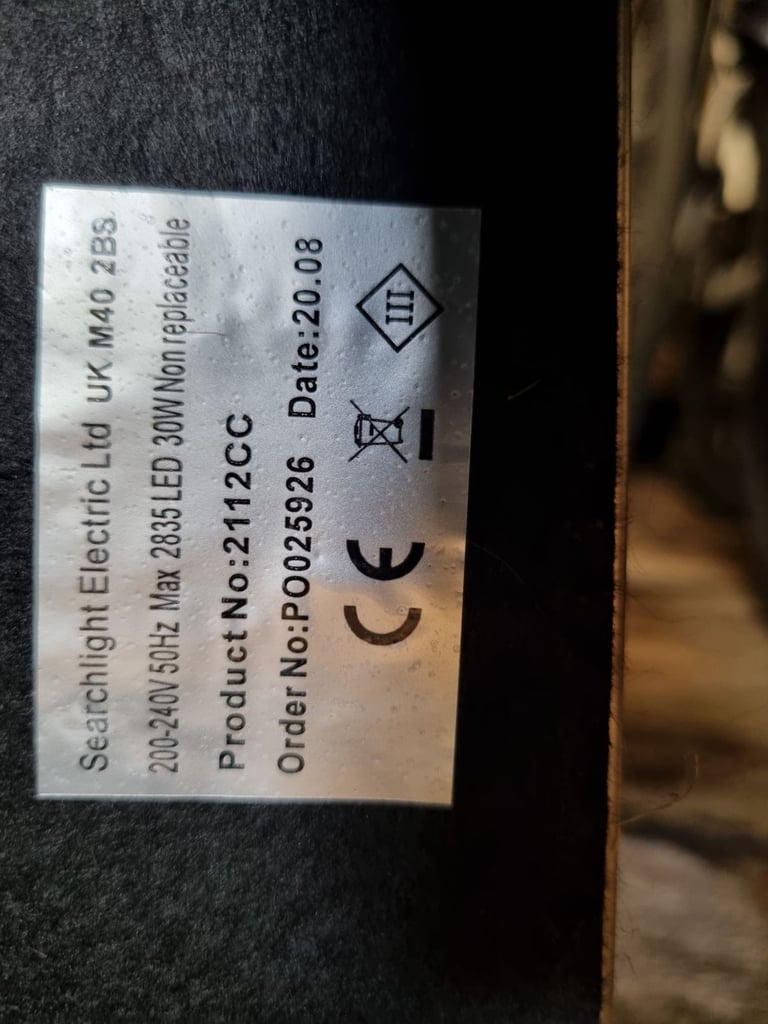 Searchlight Electric Ltd UK M40 2BS
200-240V 50Hz Max 2835 LED 30W Non replaceable
Product No:2112CC
Order No:PO025926 Date:20.08
CE III